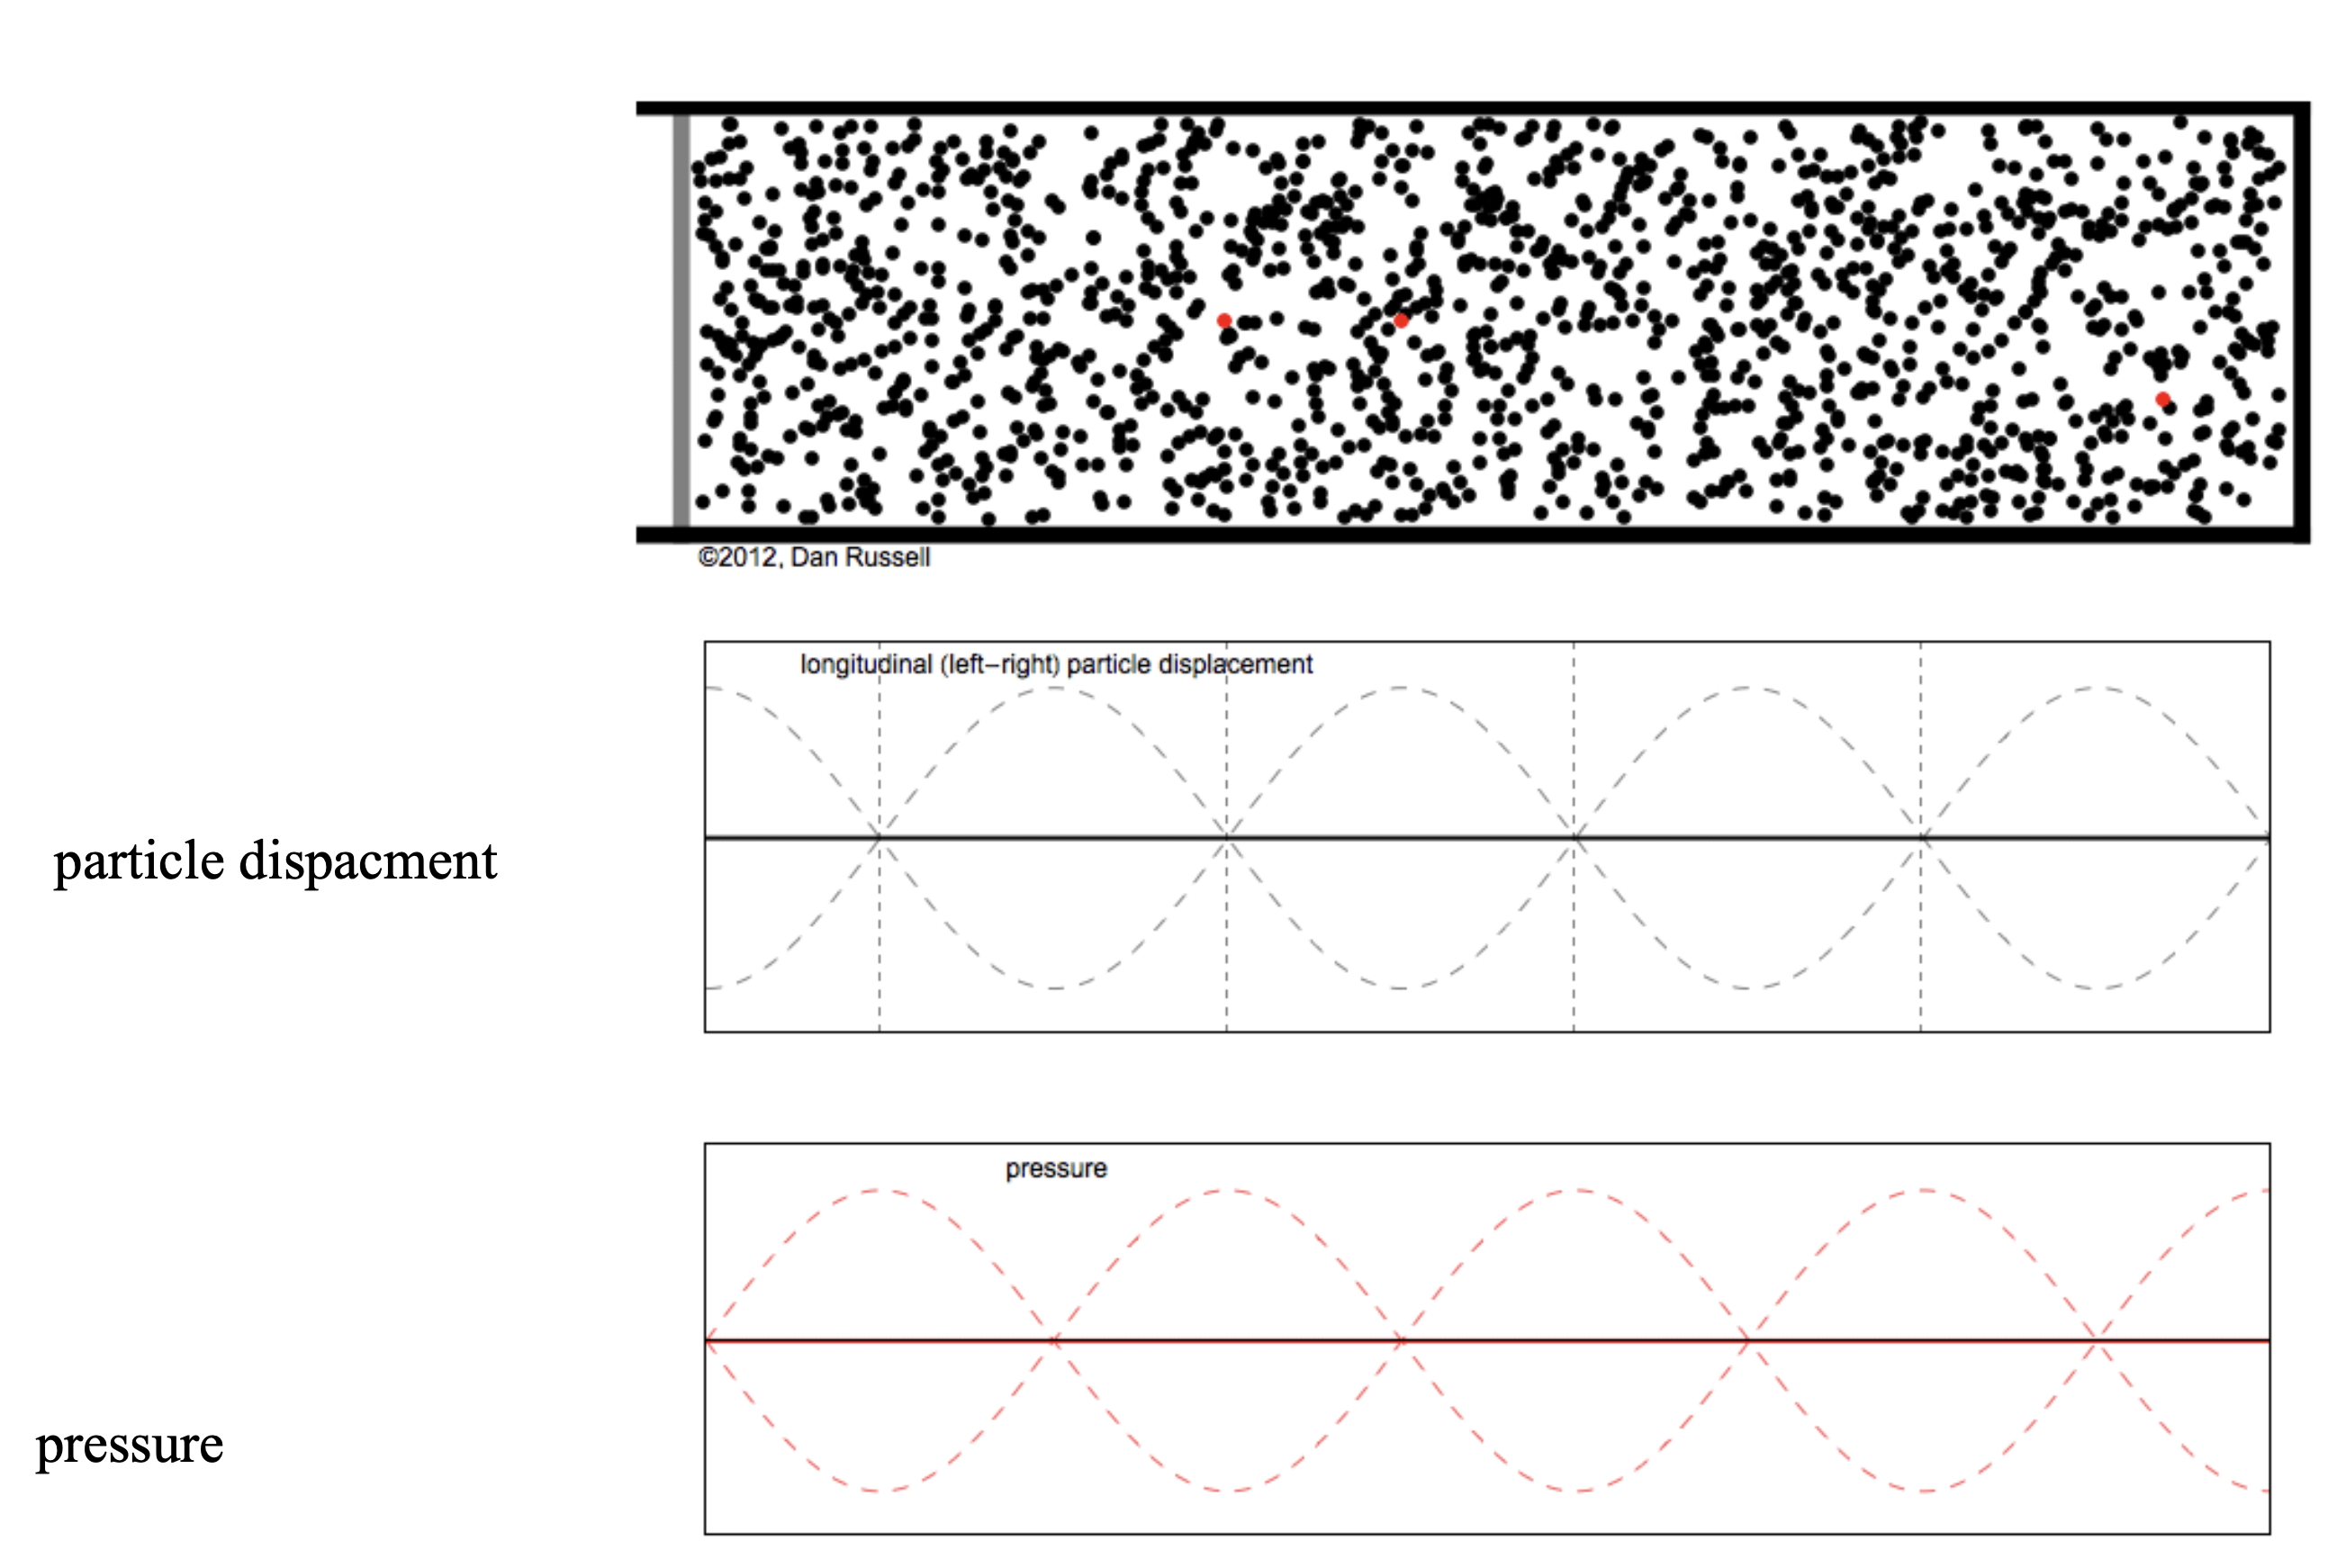 ©2012, Dan Russell
longitudinal (left−right) particle displacement
particle dispacment
pressure
pressure